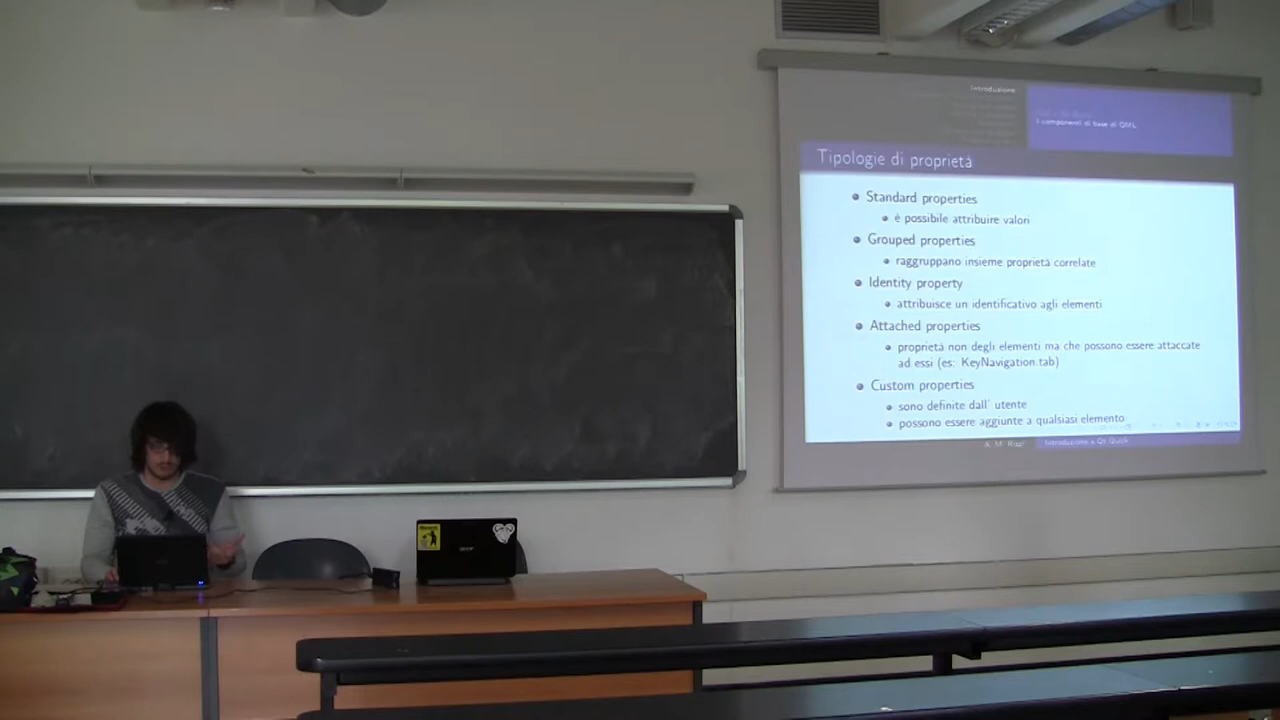 Introduzione
I componenti di base di QML
Tipologie di proprietà
Standard properties
è possibile attribuire valori
Grouped properties
raggruppano insieme proprietà correlate
Identity property
attribuisce un identificativo agli elementi
Attached properties
proprietà non degli elementi ma che possono essere attaccate
ad essi (es: KeyNavigation.tab)
Custom properties
sono definite dall' utente
possono essere aggiunte a qualsiasi elemento
A. M. Rizzi
Introduzione a Qt Quick
acer